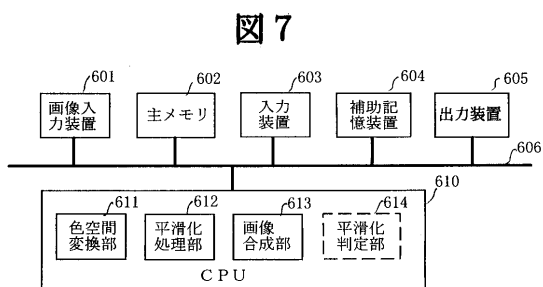 図7
601
602
603
604
605
画像入
力装置
主メモリ
入力
装置
補助記
憶装置
出力装置
606
610
611
612
613
614
色空間
変換部
平滑化
処理部
画像
合成部
平滑化
判定部
CPU